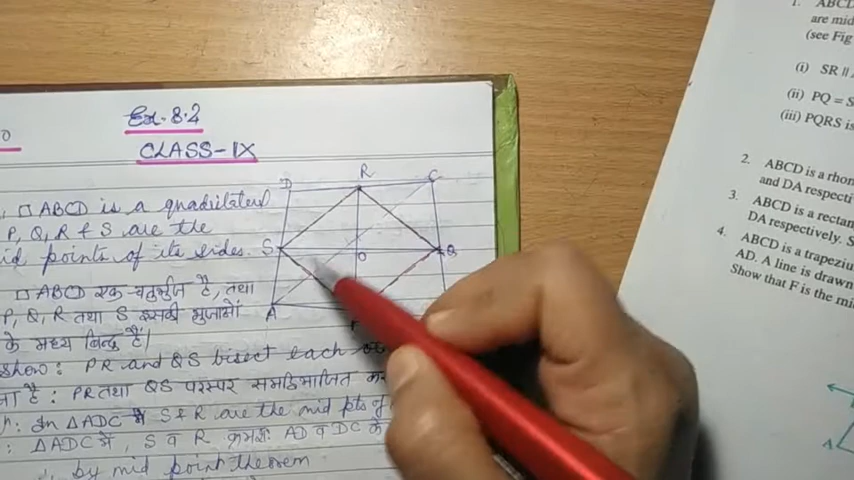 Ex. 8.2
CLASS-IX
□ABCD is a quadrilateral
P, Q, R & S are the
mid points of its sides.
□ABCD एक चतुर्भुज है, तथा
P, Q, R तथा S इसकी भुजाओं
के मध्य बिन्दु हैं।
Show: PR and QS bisect each
है : PR तथा QS परस्पर समद्विभाजित
In △ADC S & R are the mid pts of
: △ADC में, S व R क्रमशः AD व DC के
∴ by mid point theorem
D R C
S O Q
A
1. ABCD
are mid
(see Fig
(i) SR ||
(ii) PQ = S
(iii) PQRS is
2. ABCD is a rhom
and DA respecti
3. ABCD is a rectan
DA respectively. S
4. ABCD is a trapeziu
AD. A line is drawn
Show that F is the mi
A